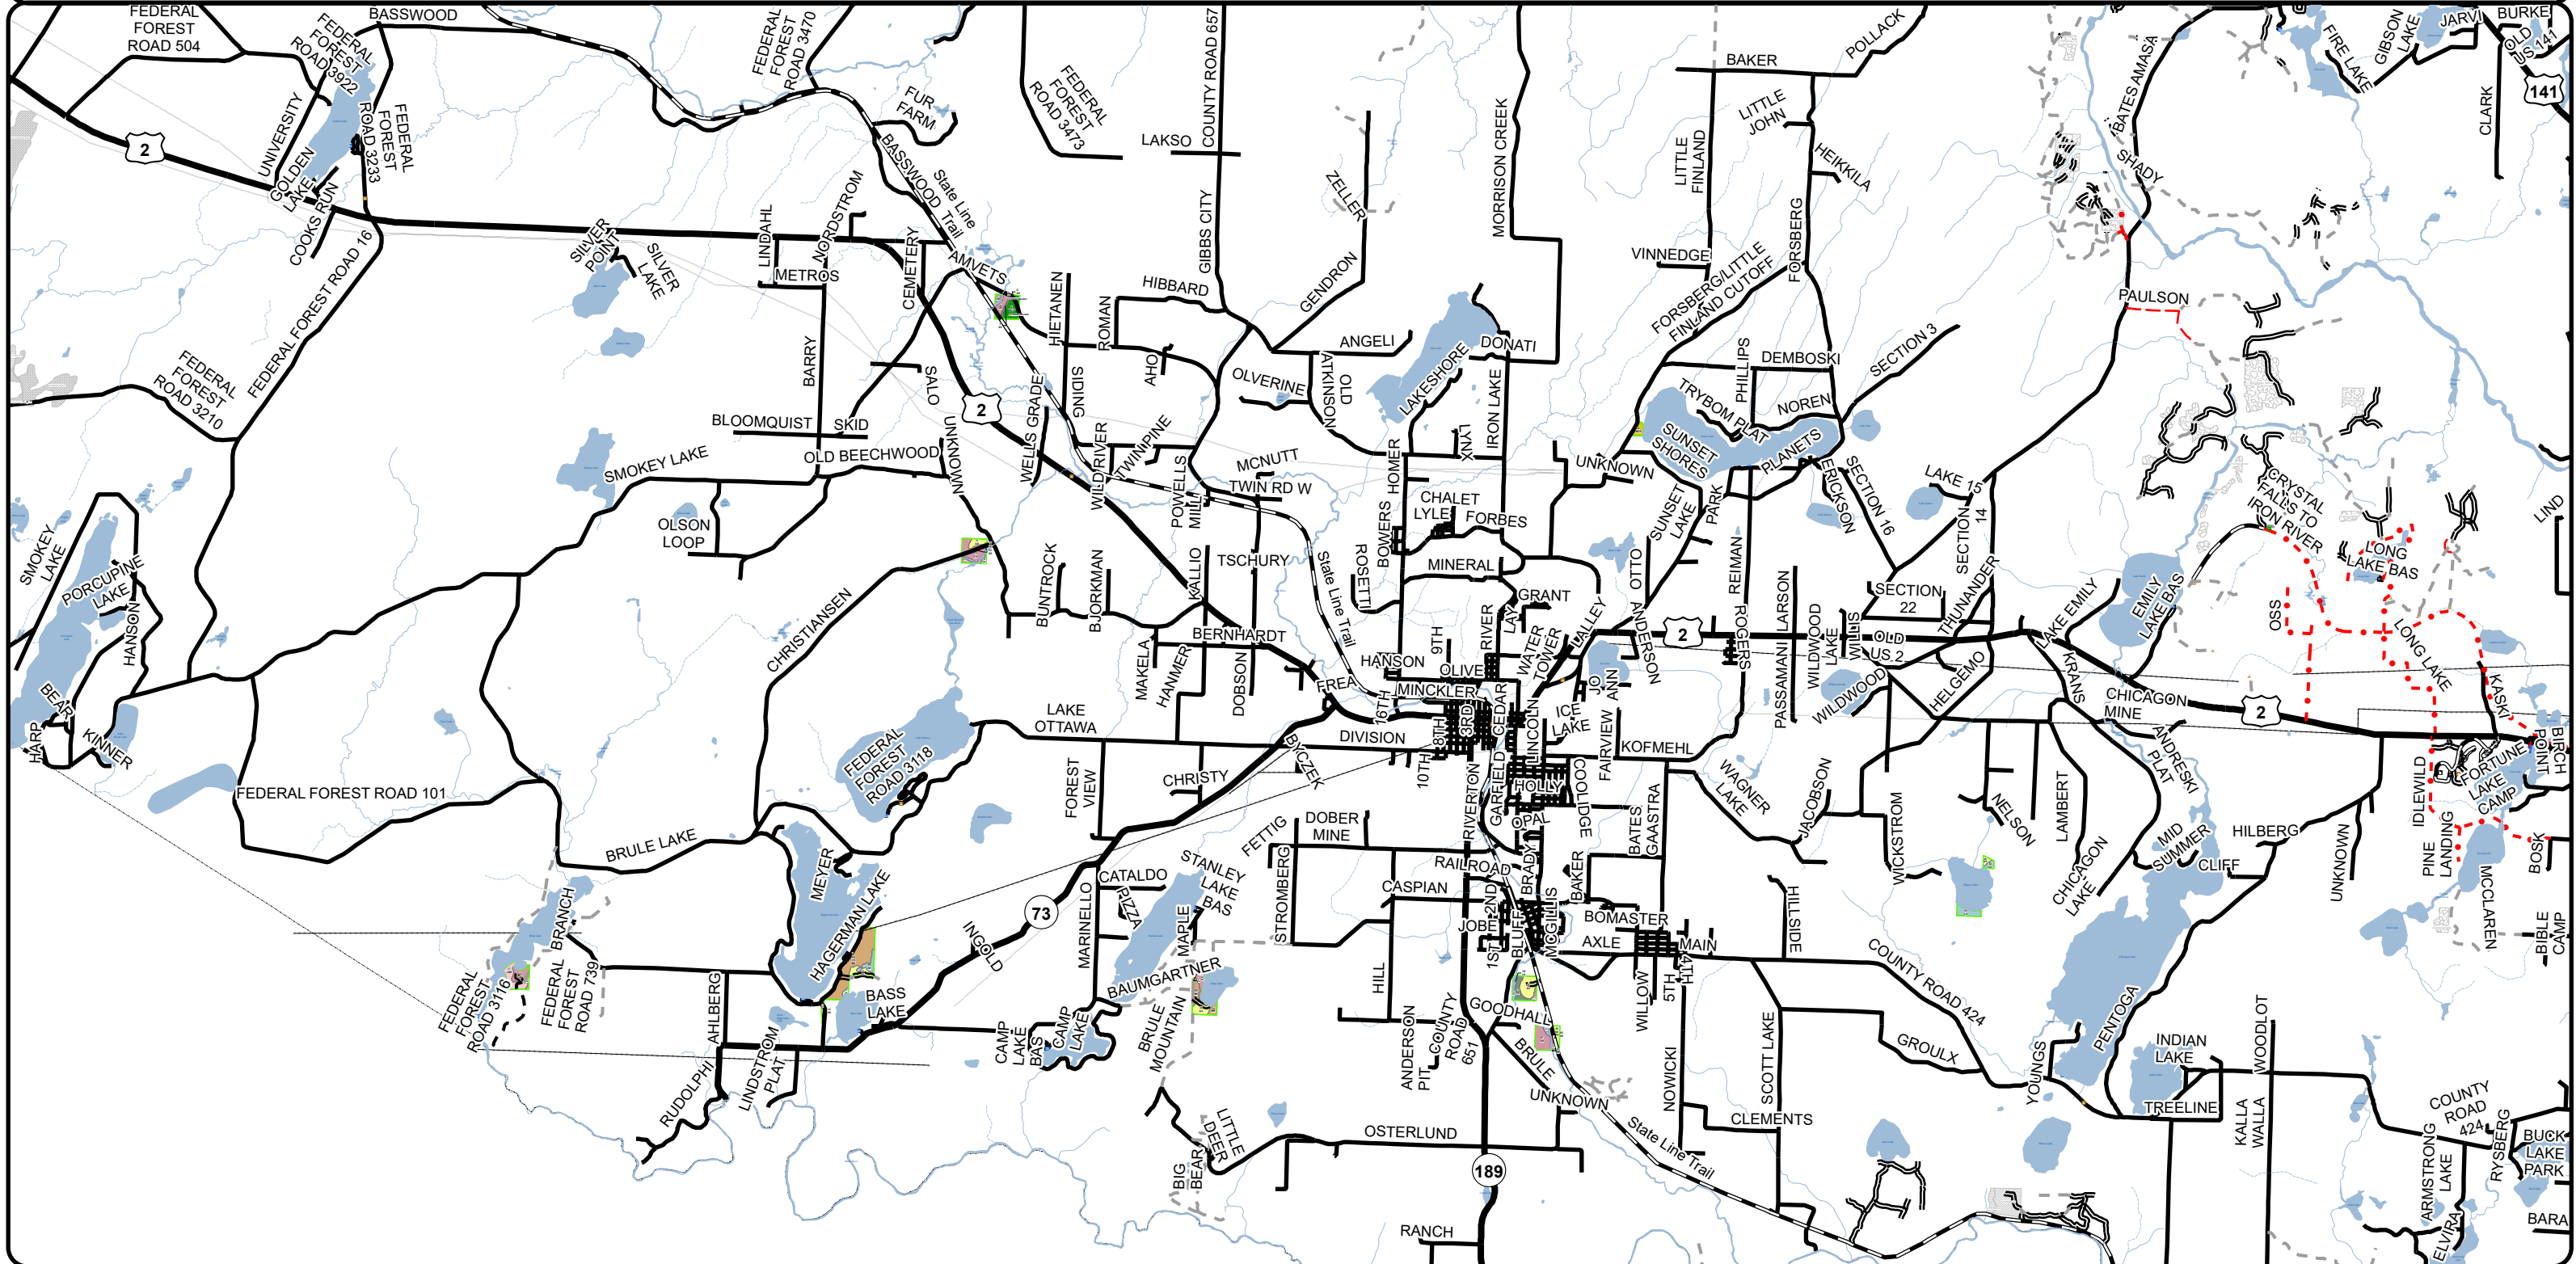 FEDERAL
FOREST
ROAD 504
FEDERAL
FOREST
ROAD 3922
BASSWOOD
FEDERAL
FOREST
ROAD 3470
FUR
FARM
FEDERAL
FOREST
ROAD 3473
LAKSO
COUNTY ROAD 657
MORRISON CREEK
BAKER
POLLACK
LITTLE
JOHN
LITTLE
FINLAND
HEIKKILA
BATES AMASA
SHADY
FIRE LAKE
GIBSON
LAKE
JARVI
BURKE
OLD
US 141
141
CLARK
2
UNIVERSITY
FEDERAL
FOREST
ROAD 3233
GOLDEN
LAKE
COOKS RUN
FEDERAL FOREST ROAD 16
SILVER
POINT
SILVER
LAKE
LINDAHL
NORDSTROM
METROS
CEMETERY
BASSWOOD
State Line
Trail
AMVETS
HIETANEN
ROMAN
HIBBARD
GIBBS CITY
ZELLER
GENDRON
VINNEDGE
FORSBERG
FORSBERG/LITTLE
FINLAND CUTOFF
PAULSON
FEDERAL
FOREST
ROAD 3210
BARRY
SALO
2
WELLS GRADE
SIDING
AHO
OLVERINE
ANGELI
OLD
ATKINSON
LAKESHORE
DONATI
IRON LAKE
PHILLIPS
DEMBOSKI
SECTION 3
TRYBOM PLAT
NOREN
SUNSET
SHORES
PLANETS
BLOOMQUIST
SKID
OLD BEECHWOOD
UNKNOWN
SMOKEY LAKE
OLSON
LOOP
WILD RIVER
TWINPINE
POWELLS
MILL
MCNUTT
TWIN RD W
HOMER
LYNX
CHALET
LYLE
FORBES
BOWERS
UNKNOWN
SUNSET
LAKE
PARK
ERICKSON
SECTION 16
LAKE 15
SECTION
14
CRYSTAL
FALLS TO
IRON RIVER
LIND
SMOKEY
LAKE
PORCUPINE
LAKE
HANSON
BUNTROCK
BJORKMAN
KALLIO
TSCHURY
State Line Trail
ROSETTI
MINERAL
GRANT
LAY
RIVER
LALLEY
OTTO
ANDERSON
REIMAN
ROGERS
LARSON
PASSAMANI
WILDWOOD
LAKE
STILLS
SECTION
22
THUNANDER
LAKE EMILY
EMILY
LAKE BAS
LONG
LAKE BAS
OSS
LONG LAKE
KASKI
CHRISTIANSEN
BERNHARDT
MAKELA
HANMER
DOBSON
FREA
HANSON
9TH
OLIVE
MINCKLER
WATER
TOWER
2
OLD
US 2
WILDWOOD
HELGEMO
KRANS
CHICAGON
MINE
2
BEAR
HARP
KINNER
LAKE
OTTAWA
16TH
8TH
3RD
CEDAR
LINCOLN
ICE
LAKE
JO
ANN
FAIRVIEW
KOFMEHL
DIVISION
BYCZEK
10TH
FEDERAL
FOREST
ROAD 3118
FOREST
VIEW
CHRISTY
RIVERTON
GARFIELD
HOLLY
OPAL
COOLIDGE
WAGNER
LAKE
JACOBSON
WICKSTROM
NELSON
LAMBERT
ANDRESKI
PLAT
IDLEWILD
FORTUNE
LAKE
CAMP
BIRCH
POINT
FEDERAL FOREST ROAD 101
BRULE LAKE
MEYER
HAGERMAN LAKE
FETTIG
DOBER
MINE
BATES
GAASTRA
RAILROAD
BRADY
BAKER
CHICAGON
LAKE
MID
SUMMER
HILBERG
CLIFF
UNKNOWN
PINE
LANDING
MCCLAREN
BOSK
BIBLE
CAMP
CATALDO
PIZZA
STANLEY
LAKE
BAS
MAPLE
STROMBERG
CASPIAN
JOBE
2ND
1ST
BLUFF
MCGILLIS
BOMASTER
AXLE
MAIN
HILLSIDE
COUNTY ROAD 424
73
INGOLD
MARINELLO
BAUMGARTNER
FEDERAL
FOREST
ROAD 3116
BRANCH
FEDERAL
FOREST
ROAD 739
AHLBERG
BASS
LAKE
LINDSTROM
PLAT
RUDOLPHI
CAMP
LAKE
BAS
CAMP
LAKE
BRULE
MOUNTAIN
HILL
ANDERSON
PIT
COUNTY
ROAD
651
GOODHALL
BRULE
UNKNOWN
WILLOW
5TH
4TH
NOWICKI
SCOTT LAKE
GROULX
CLEMENTS
YOUNGS
PENTOGA
INDIAN
LAKE
TREELINE
WOODLOT
KALLA
WALLA
COUNTY
ROAD
424
RYSBERG
BUCK
LAKE
PARK
ARMSTRONG
LAKE
ELVIRA
BARA
LITTLE
DEER
BIG
BEAR
OSTERLUND
189
State Line Trail
RANCH